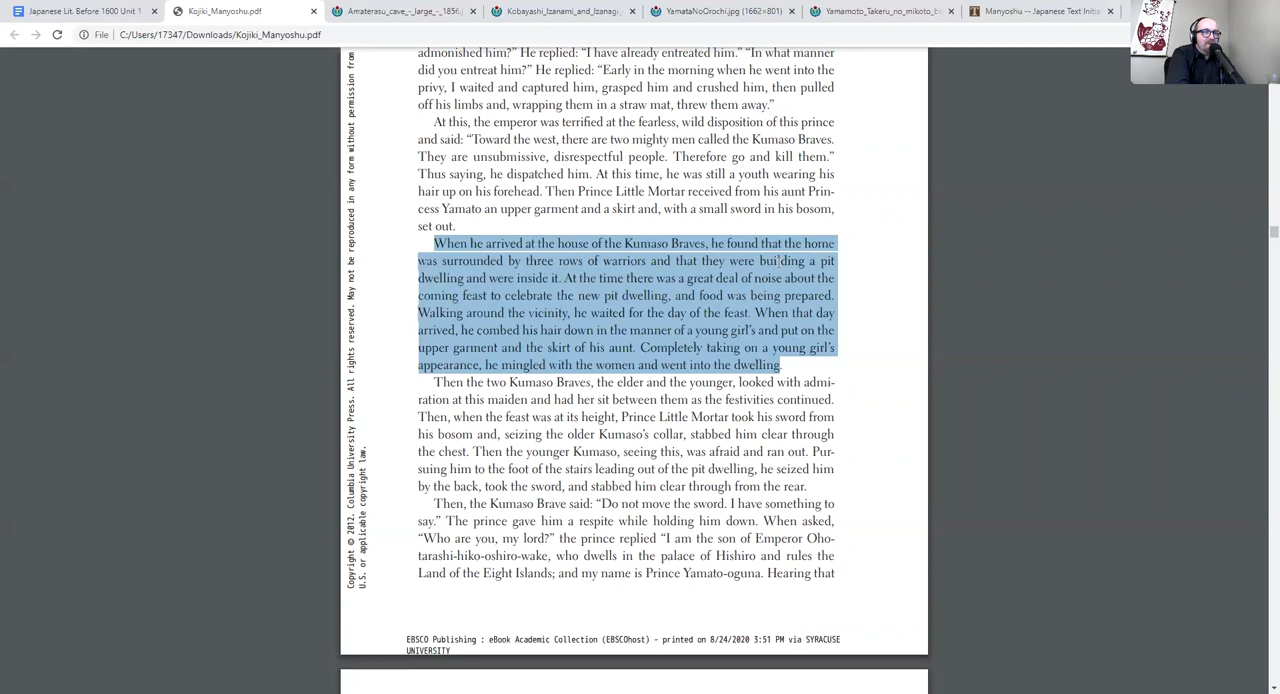 Japanese Lit. Before 1600 Unit 1
Kojiki_Manyoshu.pdf
Amaterasu_cave_-_large_-_1856.
Kobayashi_Izanami_and_Izanagi_
YamataNoOrochi.jpg (1662×801)
Yamamoto_Takeru_no_mikoto_b
Manyoshu -- Japanese Text Initia
File
C:/Users/17347/Downloads/Kojiki_Manyoshu.pdf
admonished him?” He replied: “I have already entreated him.” “In what manner
did you entreat him?” He replied: “Early in the morning when he went into the
privy, I waited and captured him, grasped him and crushed him, then pulled
off his limbs and, wrapping them in a straw mat, threw them away.”
At this, the emperor was terrified at the fearless, wild disposition of this prince
and said: “Toward the west, there are two mighty men called the Kumaso Braves.
They are unsubmissive, disrespectful people. Therefore go and kill them.”
Thus saying, he dispatched him. At this time, he was still a youth wearing his
hair up on his forehead. Then Prince Little Mortar received from his aunt Prin-
cess Yamato an upper garment and a skirt and, with a small sword in his bosom,
set out.
When he arrived at the house of the Kumaso Braves, he found that the home
was surrounded by three rows of warriors and that they were building a pit
dwelling and were inside it. At the time there was a great deal of noise about the
coming feast to celebrate the new pit dwelling, and food was being prepared.
Walking around the vicinity, he waited for the day of the feast. When that day
arrived, he combed his hair down in the manner of a young girl’s and put on the
upper garment and the skirt of his aunt. Completely taking on a young girl’s
appearance, he mingled with the women and went into the dwelling.
Then the two Kumaso Braves, the elder and the younger, looked with admi-
ration at this maiden and had her sit between them as the festivities continued.
Then, when the feast was at its height, Prince Little Mortar took his sword from
his bosom and, seizing the older Kumaso’s collar, stabbed him clear through
the chest. Then the younger Kumaso, seeing this, was afraid and ran out. Pur-
suing him to the foot of the stairs leading out of the pit dwelling, he seized him
by the back, took the sword, and stabbed him clear through from the rear.
Then, the Kumaso Brave said: “Do not move the sword. I have something to
say.” The prince gave him a respite while holding him down. When asked,
“Who are you, my lord?” the prince replied “I am the son of Emperor Oho-
tarashi-hiko-oshiro-wake, who dwells in the palace of Hishiro and rules the
Land of the Eight Islands; and my name is Prince Yamato-oguna. Hearing that
Copyright © 2012. Columbia University Press. All rights reserved. May not be reproduced in any form without permission from
U.S. or applicable copyright law.
EBSCO Publishing : eBook Academic Collection (EBSCOhost) - printed on 8/24/2020 3:51 PM via SYRACUSE
UNIVERSITY